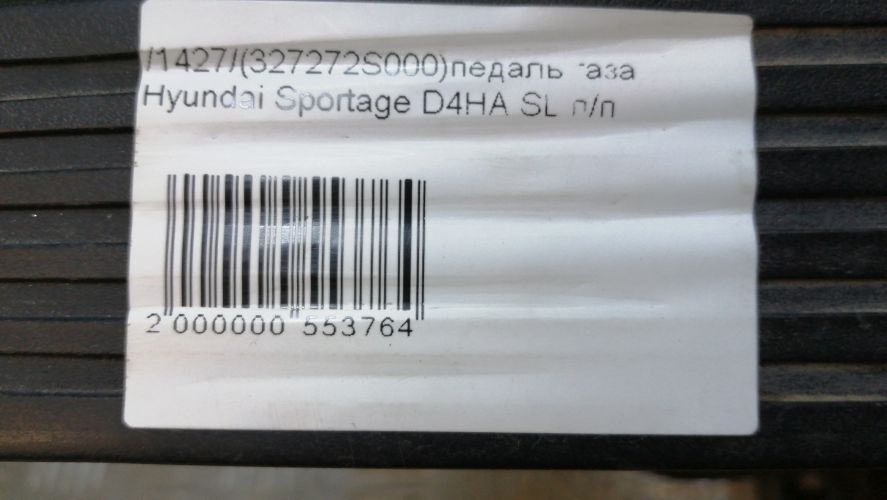 /1427/(327272S000)педаль газа
Hyundai Sportage D4HA SL п/п
2 000000 553764